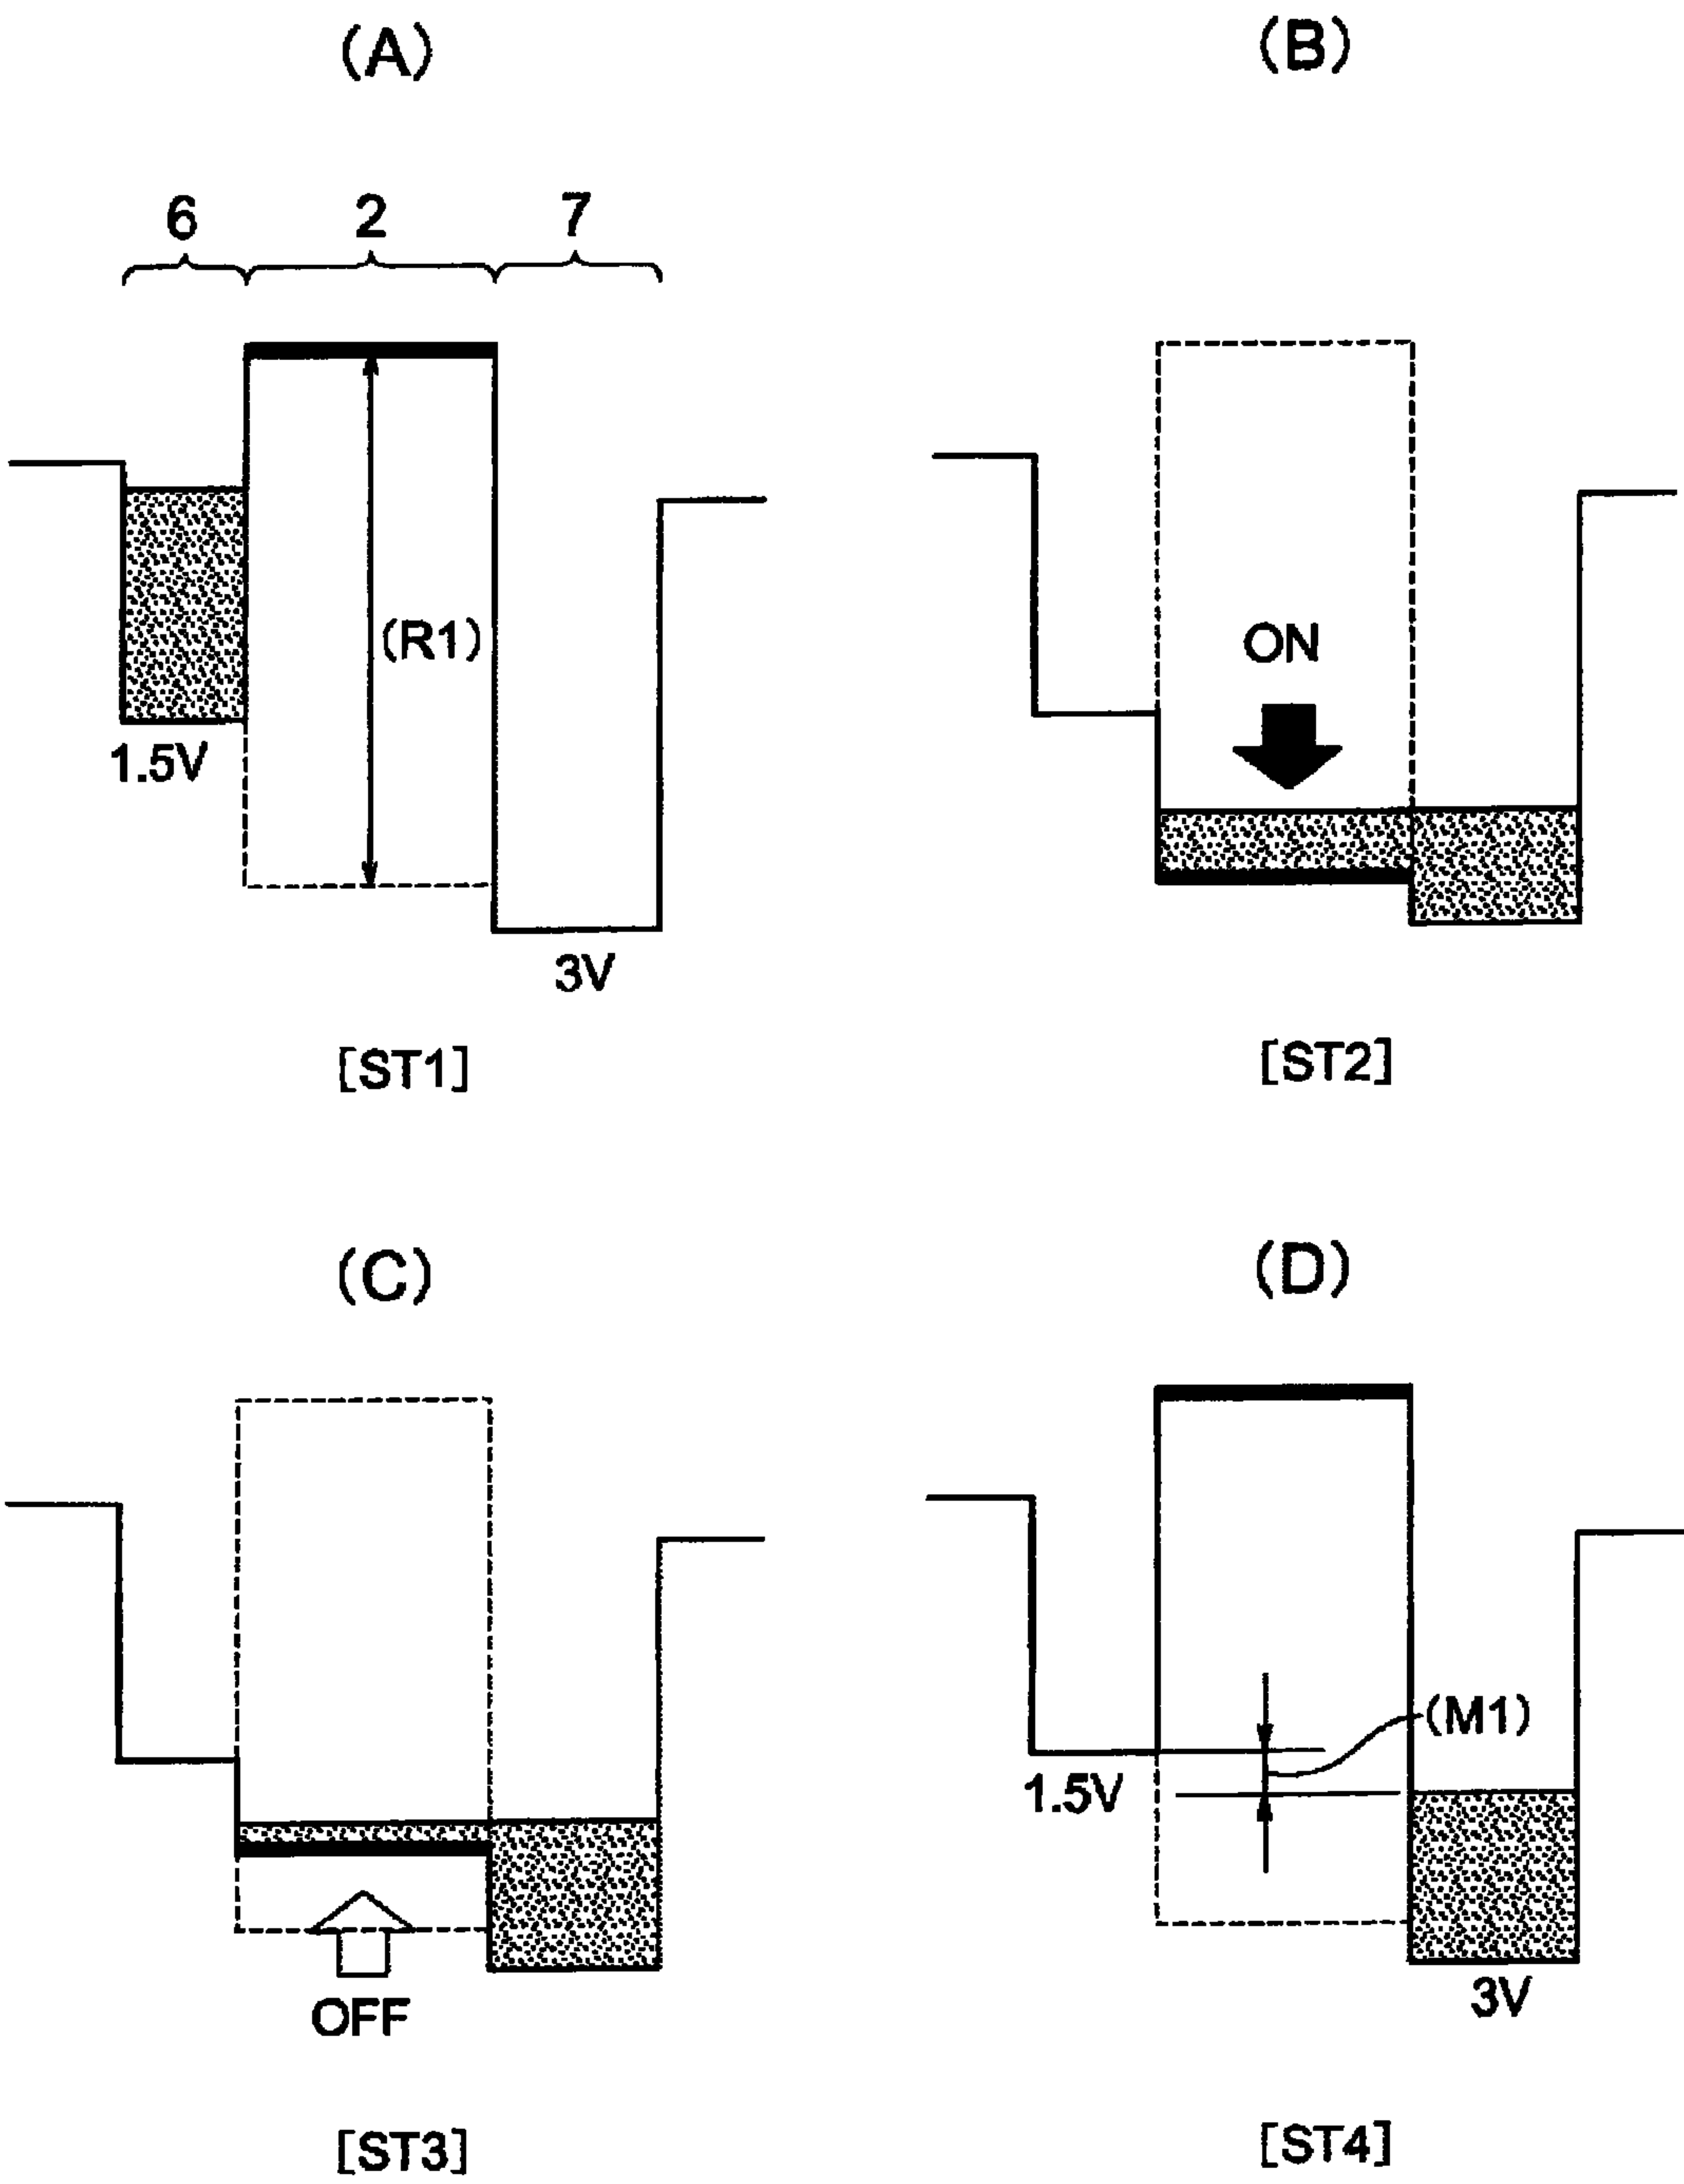 (A)
(B)
6 2 7
(R1)
ON
1.5V
3V
[ST1]
[ST2]
(C)
(D)
(M1)
1.5V
3V
OFF
[ST3]
[ST4]